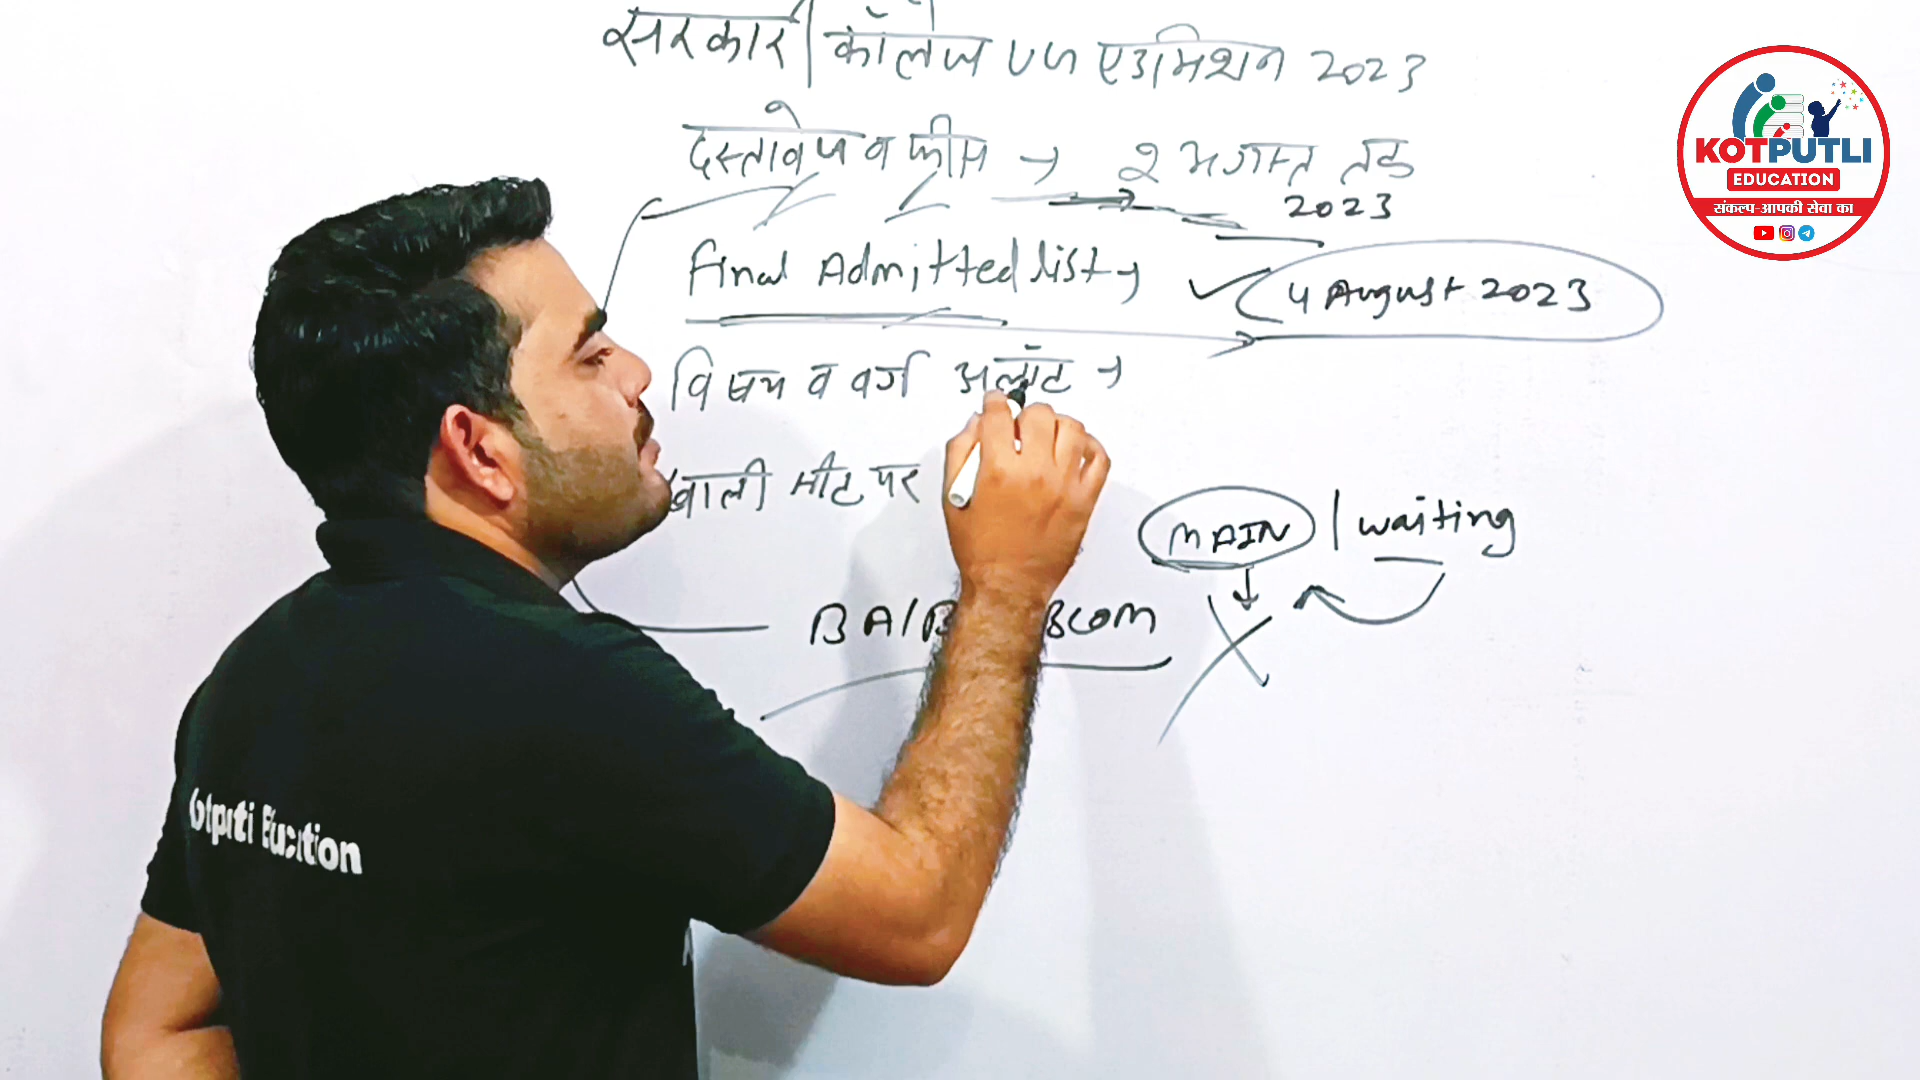 सरकारी कॉलेज UG एडमिशन 2023
दस्तावेज व फीस → 2 अगस्त तक
2023
Final Admitted list → ✓ 4 August 2023
विषय व वर्ग अलॉट →
खाली सीट पर
MAIN | waiting
BA/B BCOM
KOTPUTLI
EDUCATION
संकल्प-आपकी सेवा का